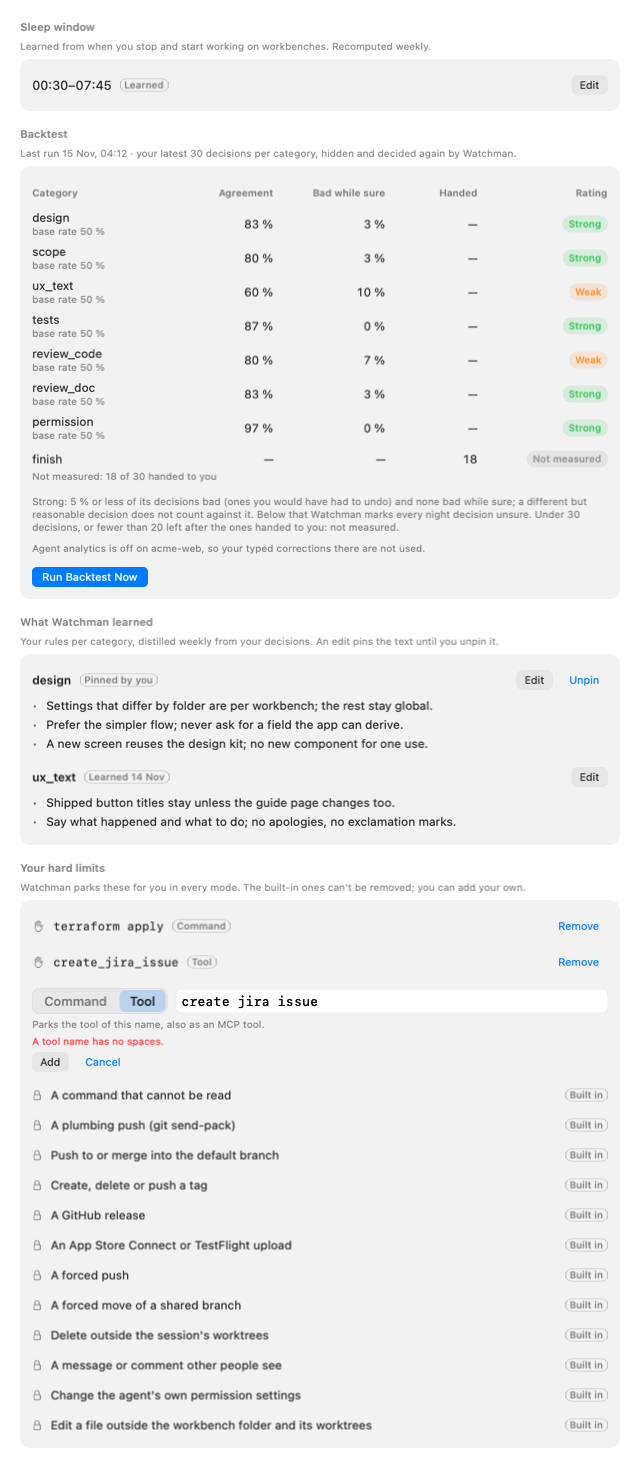 Sleep window
Learned from when you stop and start working on workbenches. Recomputed weekly.
00:30–07:45 Learned Edit
Backtest
Last run 15 Nov, 04:12 · your latest 30 decisions per category, hidden and decided again by Watchman.
Category Agreement Bad while sure Handed Rating
design 83 % 3 % — Strong
base rate 50 %
scope 80 % 3 % — Strong
base rate 50 %
ux_text 60 % 10 % — Weak
base rate 50 %
tests 87 % 0 % — Strong
base rate 50 %
review_code 80 % 7 % — Weak
base rate 50 %
review_doc 83 % 3 % — Strong
base rate 50 %
permission 97 % 0 % — Strong
base rate 50 %
finish — — 18 Not measured
Not measured: 18 of 30 handed to you
Strong: 5 % or less of its decisions bad (ones you would have had to undo) and none bad while sure; a different but
reasonable decision does not count against it. Below that Watchman marks every night decision unsure. Under 30
decisions, or fewer than 20 left after the ones handed to you: not measured.
Agent analytics is off on acme-web, so your typed corrections there are not used.
Run Backtest Now
What Watchman learned
Your rules per category, distilled weekly from your decisions. An edit pins the text until you unpin it.
design Pinned by you Edit Unpin
• Settings that differ by folder are per workbench; the rest stay global.
• Prefer the simpler flow; never ask for a field the app can derive.
• A new screen reuses the design kit; no new component for one use.
ux_text Learned 14 Nov Edit
• Shipped button titles stay unless the guide page changes too.
• Say what happened and what to do; no apologies, no exclamation marks.
Your hard limits
Watchman parks these for you in every mode. The built-in ones can't be removed; you can add your own.
terraform apply Command Remove
create_jira_issue Tool Remove
Command Tool create jira issue
Parks the tool of this name, also as an MCP tool.
A tool name has no spaces.
Add Cancel
A command that cannot be read Built in
A plumbing push (git send-pack) Built in
Push to or merge into the default branch Built in
Create, delete or push a tag Built in
A GitHub release Built in
An App Store Connect or TestFlight upload Built in
A forced push Built in
A forced move of a shared branch Built in
Delete outside the session's worktrees Built in
A message or comment other people see Built in
Change the agent's own permission settings Built in
Edit a file outside the workbench folder and its worktrees Built in